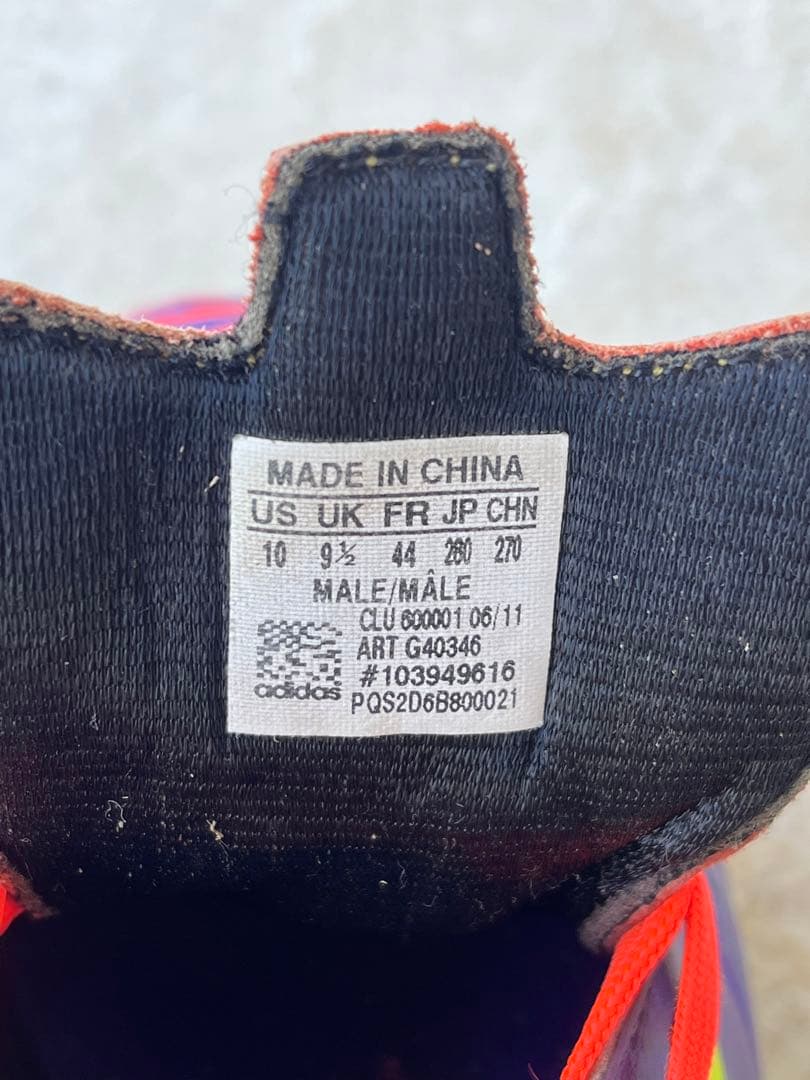 MADE IN CHINA
US UK FR JP CHN
10 9½ 44 280 270
MALE/MÂLE
CLU 600001 06/11
ART G40346
#103949616
adidas PQS2D6B800021